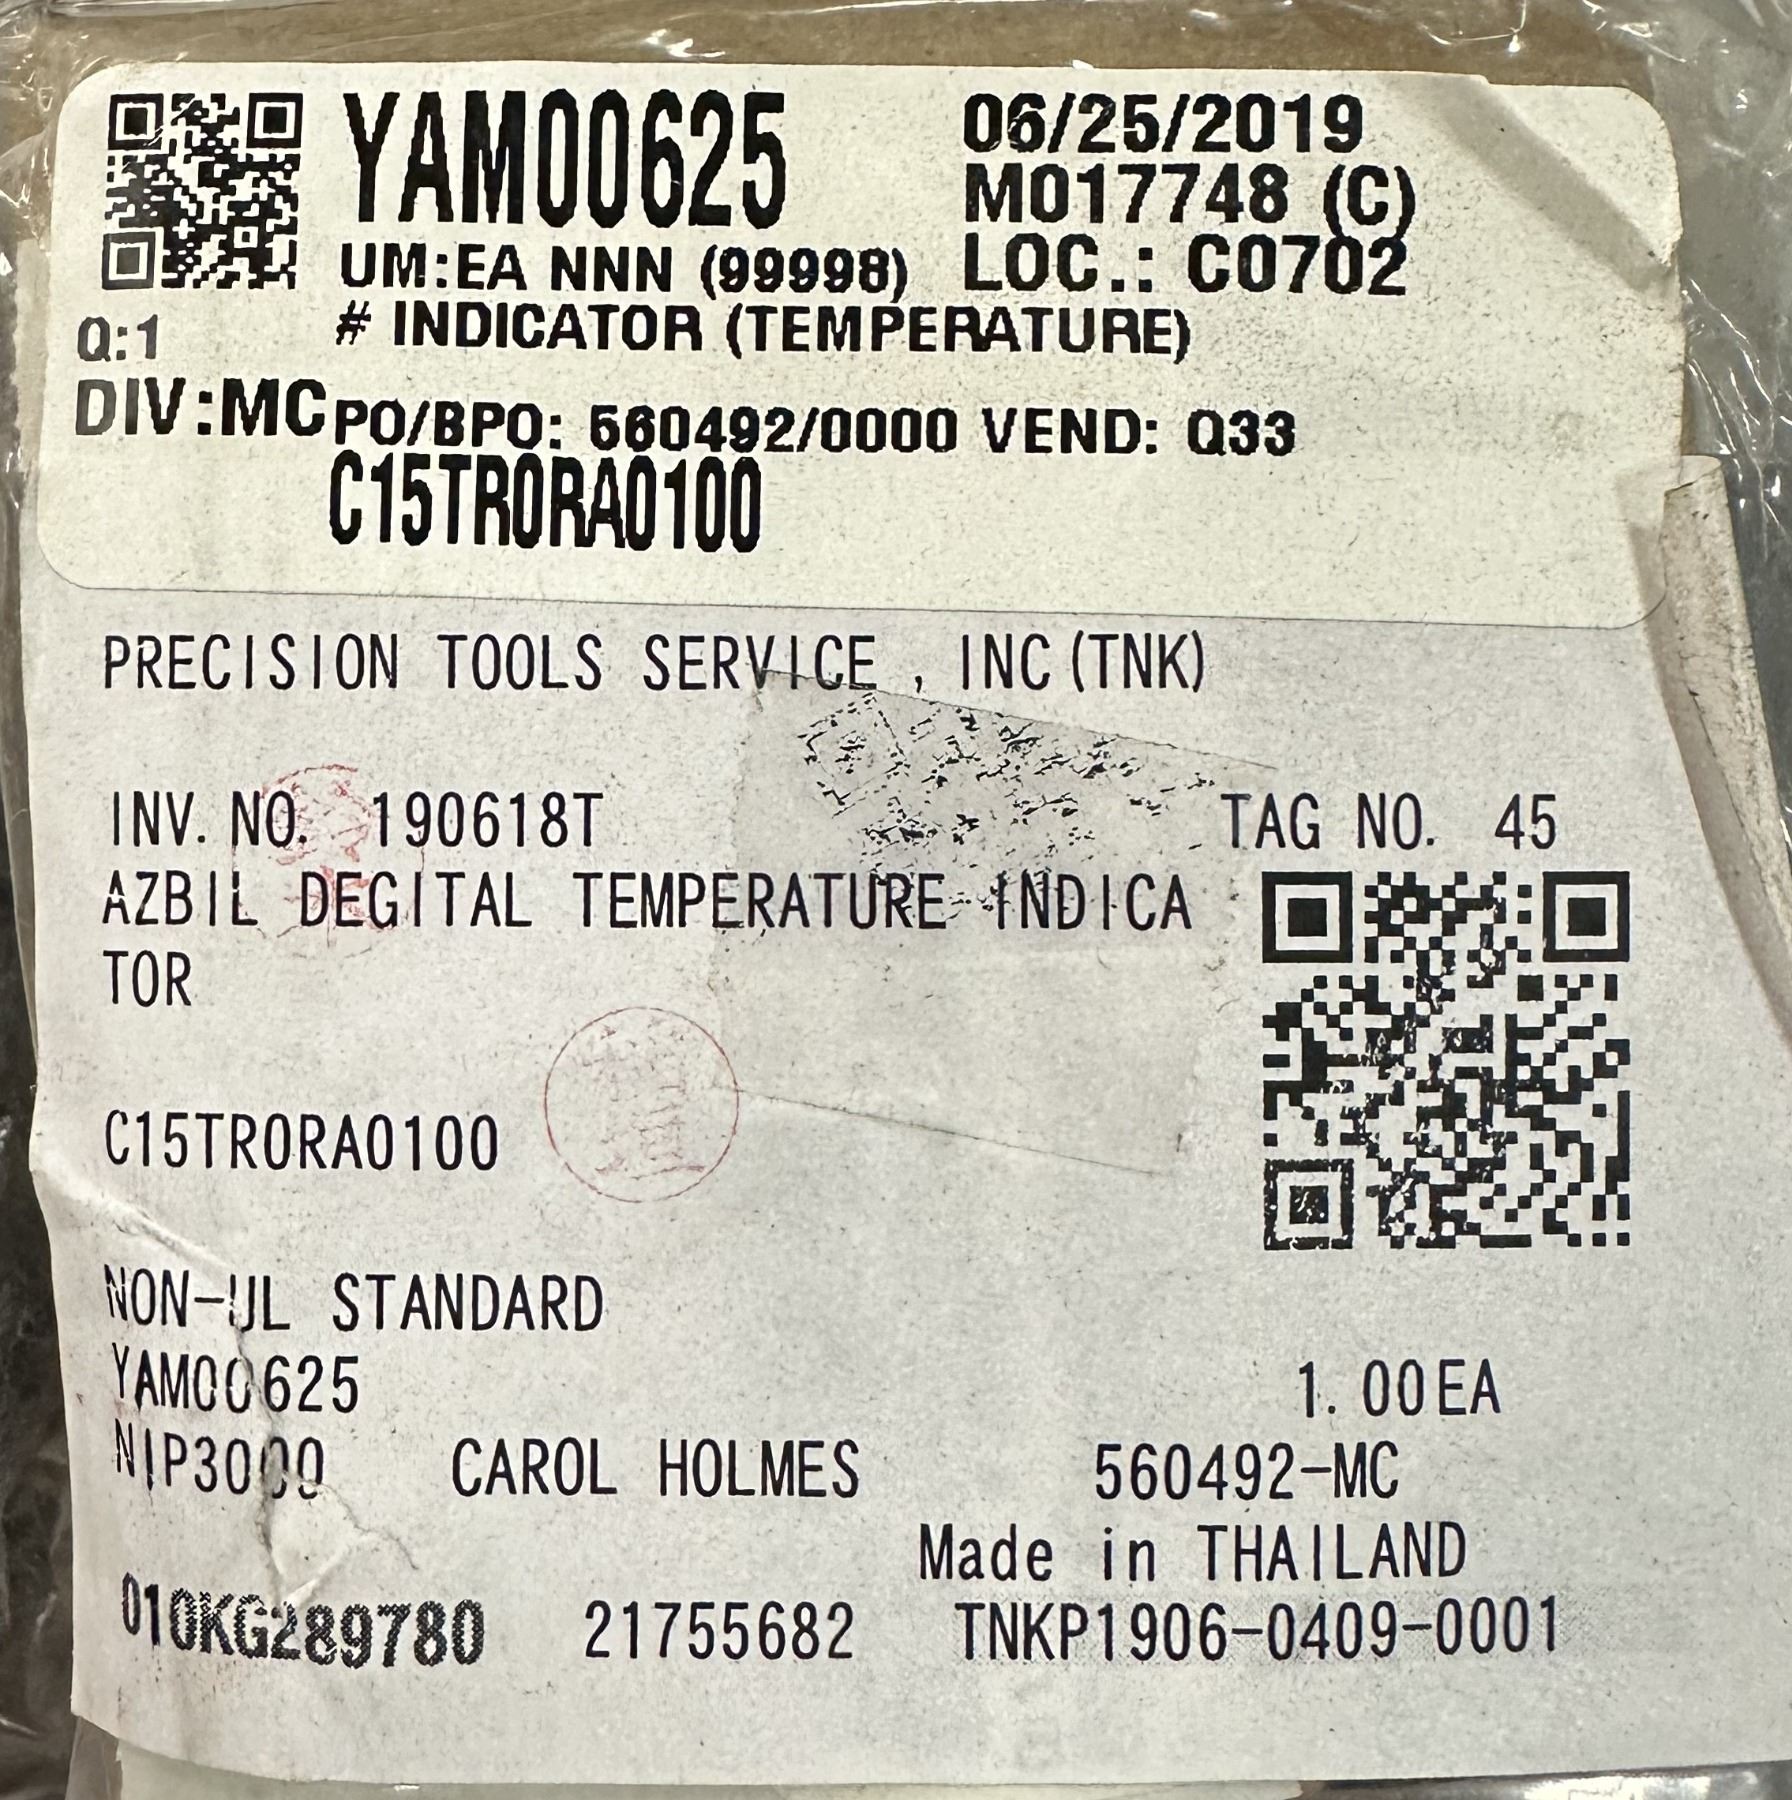 YAM00625
06/25/2019
M017748 (C)
UM:EA NNN (99998)
LOC.: C0702
# INDICATOR (TEMPERATURE)
Q:1
DIV:MC
PO/BPO: 560492/0000 VEND: Q33
C15TR0RA0100
PRECISION TOOLS SERVICE , INC(TNK)
INV. NO. 190618T
TAG NO. 45
AZBIL DEGITAL TEMPERATURE INDICA
TOR
C15TR0RA0100
NON-UL STANDARD
YAM00625
1.00EA
NIP3000 CAROL HOLMES 560492-MC
Made in THAILAND
010KG289780 21755682 TNKP1906-0409-0001